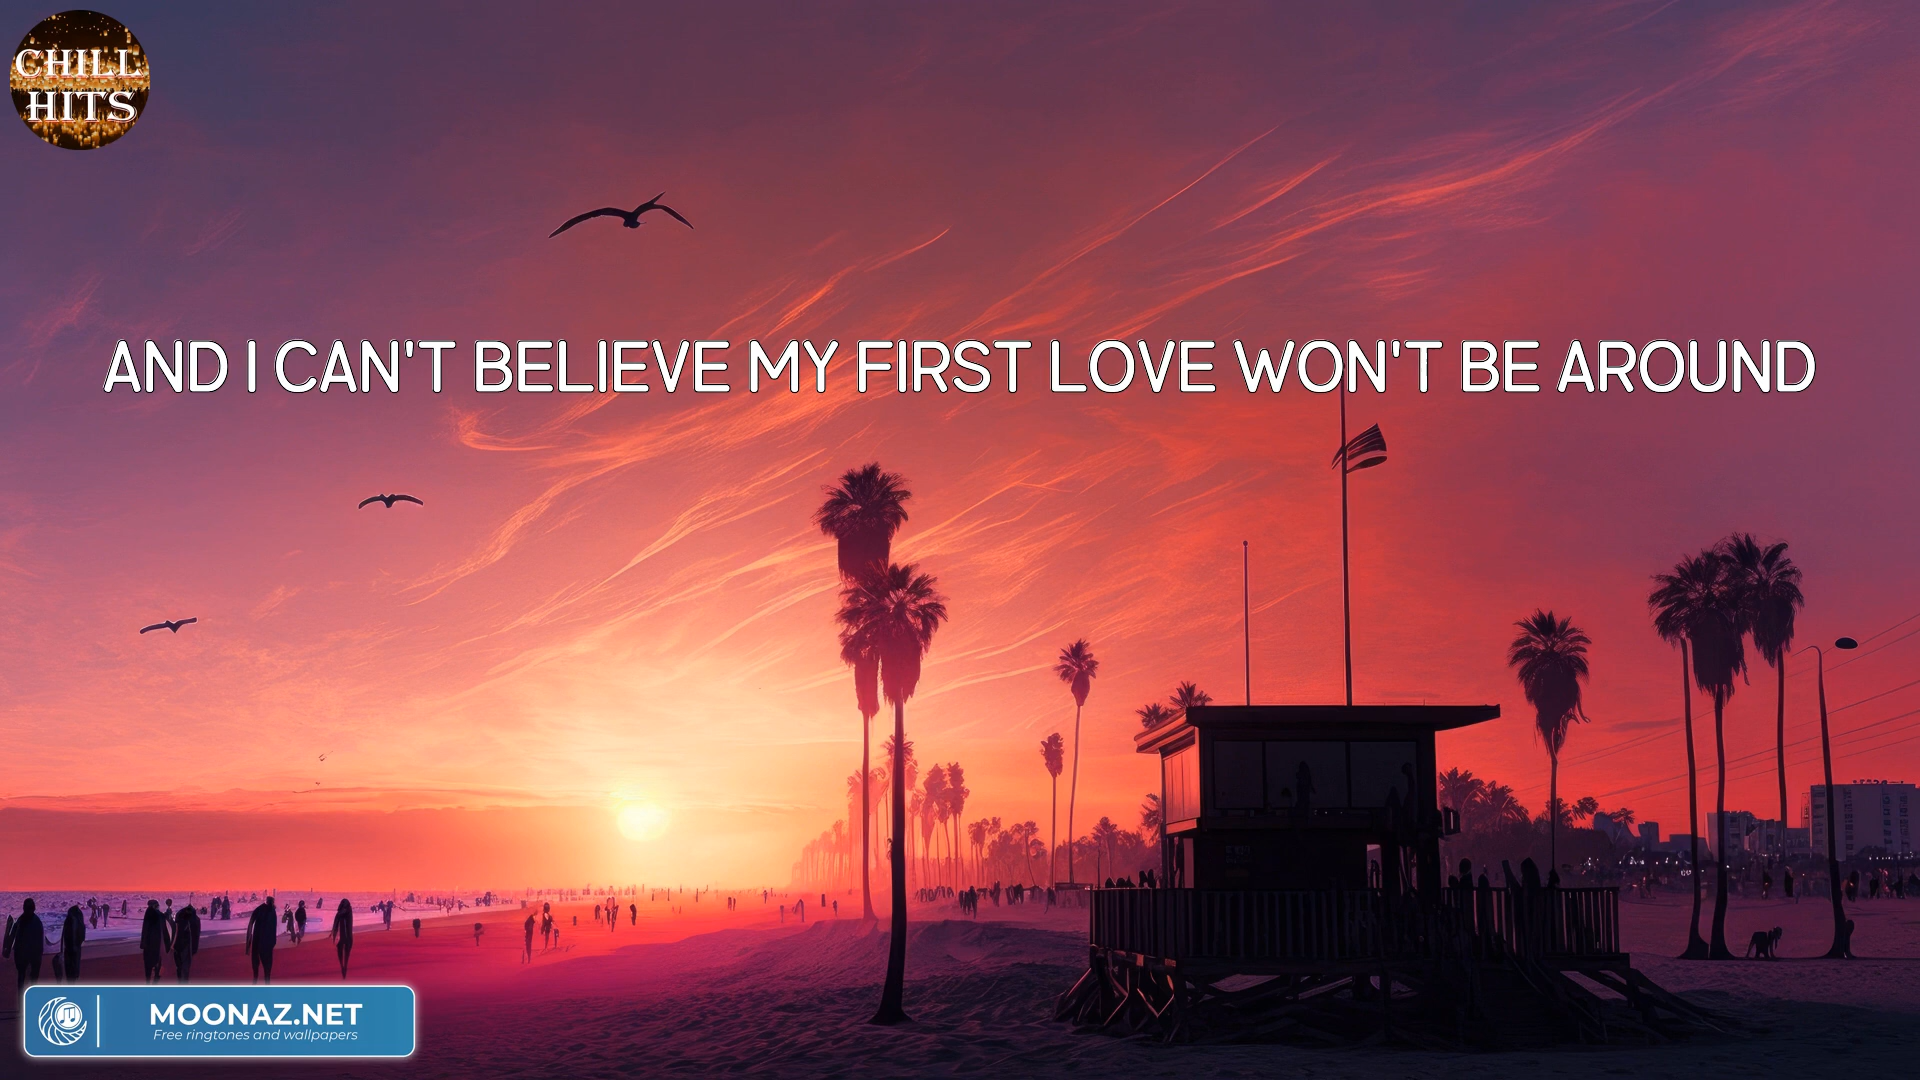 CHILL
HITS
AND I CAN'T BELIEVE MY FIRST LOVE WON'T BE AROUND
MOONAZ.NET
Free ringtones and wallpapers